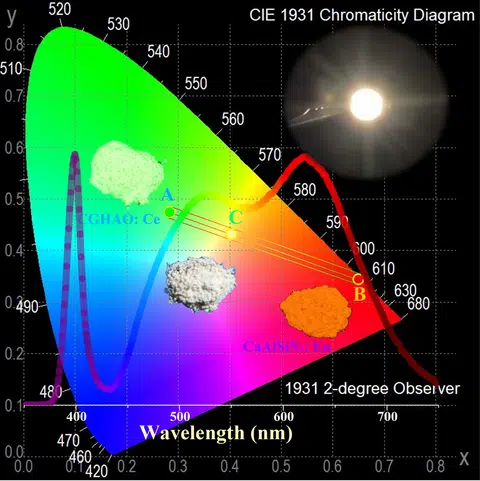 CIE 1931 Chromaticity Diagram
y
520
530
540
510
550
560
570
580
590
600
610
630
680
490
480
470
460
420
0.8
0.7
0.6
0.5
0.4
0.3
0.2
0.1
0.0
A
CGHAO: Ce
C
B
CaAlSiN₃: Eu
1931 2-degree Observer
400 500 600 700
Wavelength (nm)
0.0 0.1 0.2 0.3 0.4 0.5 0.6 0.7 0.8
x